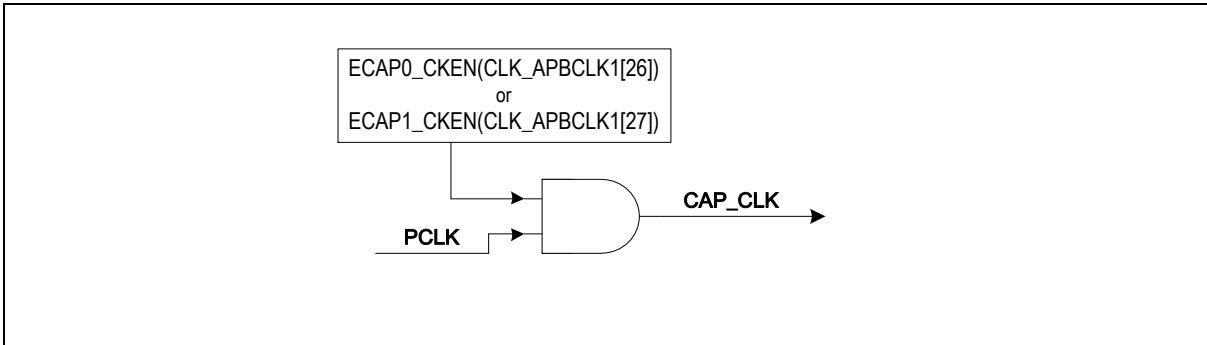 ECAP0_CKEN(CLK_APBCLK1[26])
or
ECAP1_CKEN(CLK_APBCLK1[27])
CAP_CLK
PCLK